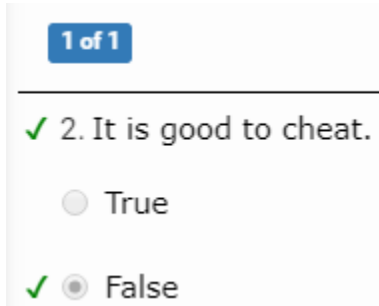 1 of 1
✓ 2. It is good to cheat.
True
✓ False